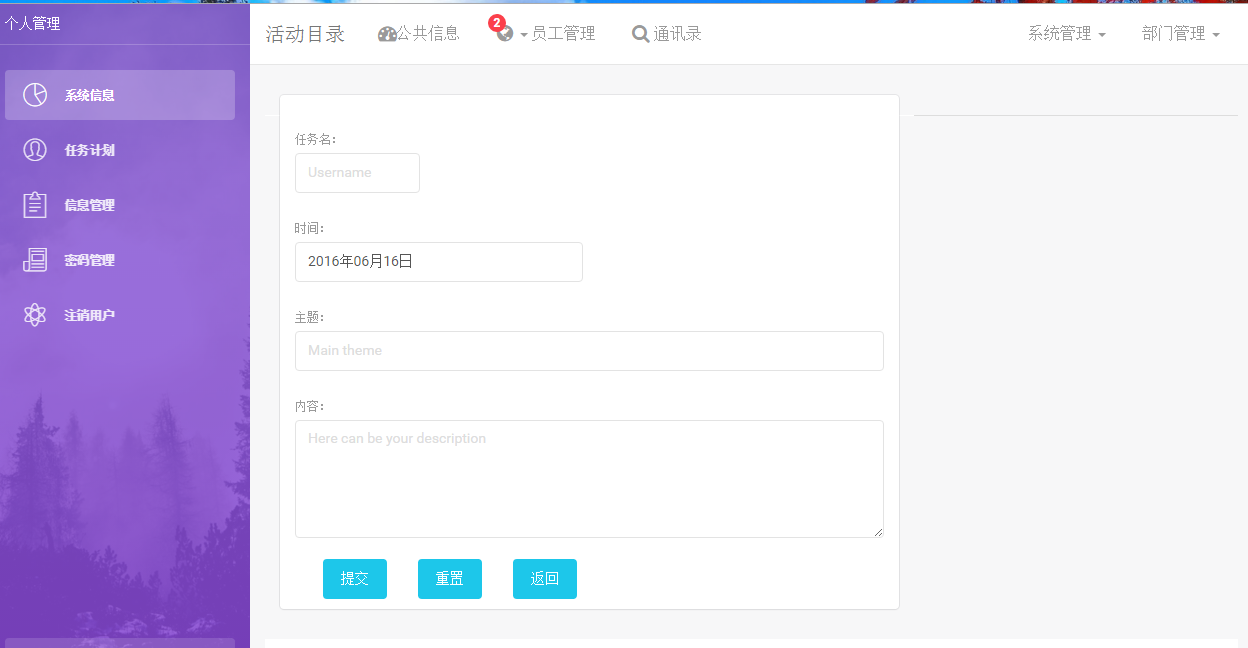 个人管理
系统信息
任务计划
信息管理
密码管理
注销用户
活动目录
公共信息
2
员工管理
通讯录
系统管理
部门管理
任务名:
Username
时间:
2016年06月16日
主题:
Main theme
内容:
Here can be your description
提交
重置
返回